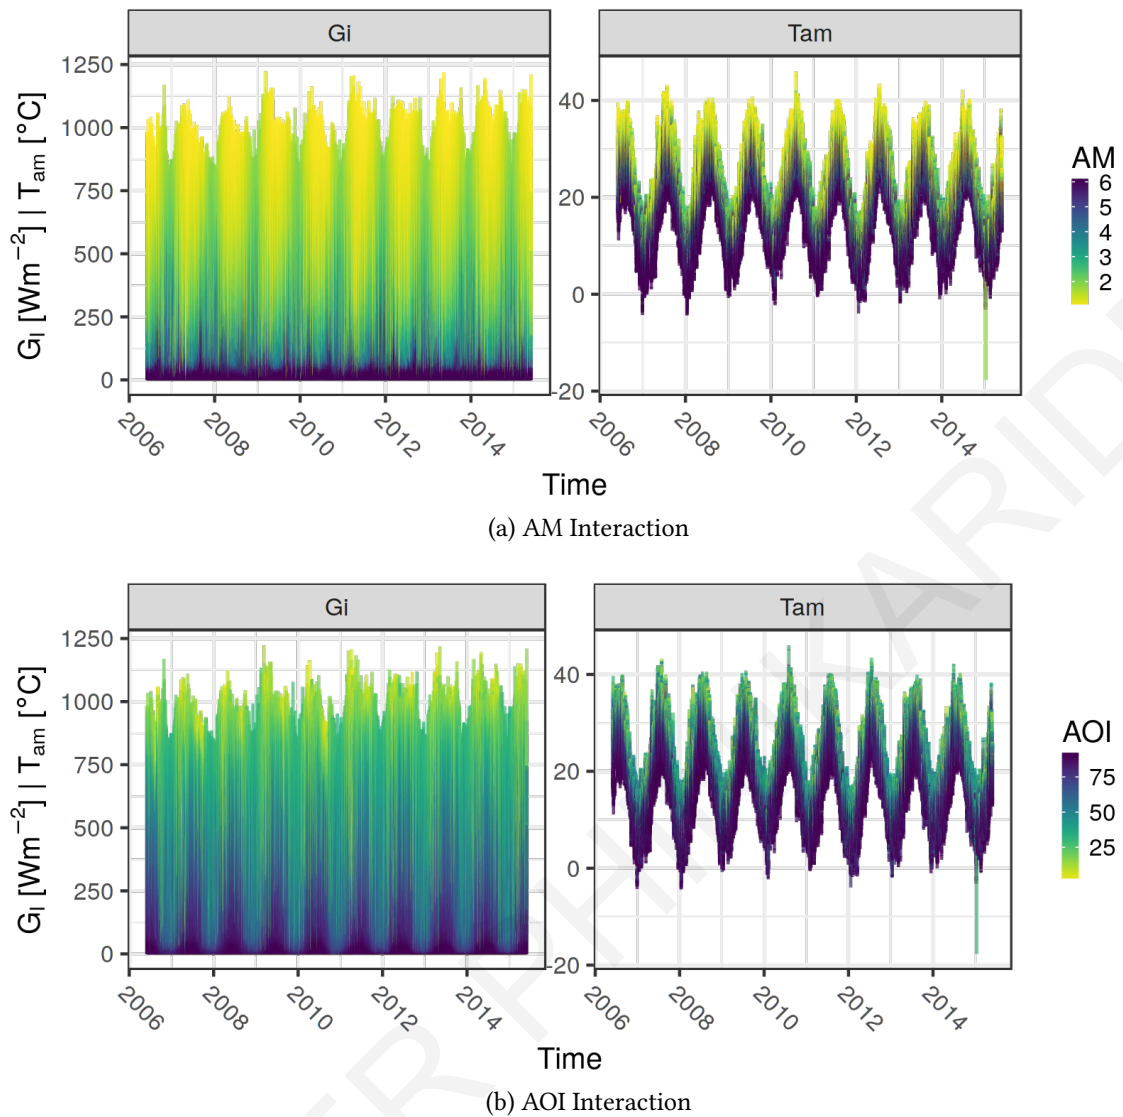 Gi Tam
1250
1000
750
500
250
0
40
20
0
-20
G_I [Wm⁻²] || T_am [°C]
2006 2008 2010 2012 2014
2006 2008 2010 2012 2014
Time
AM
6
5
4
3
2
(a) AM Interaction
Gi Tam
1250
1000
750
500
250
0
40
20
0
-20
G_I [Wm⁻²] || T_am [°C]
2006 2008 2010 2012 2014
2006 2008 2010 2012 2014
Time
AOI
75
50
25
(b) AOI Interaction